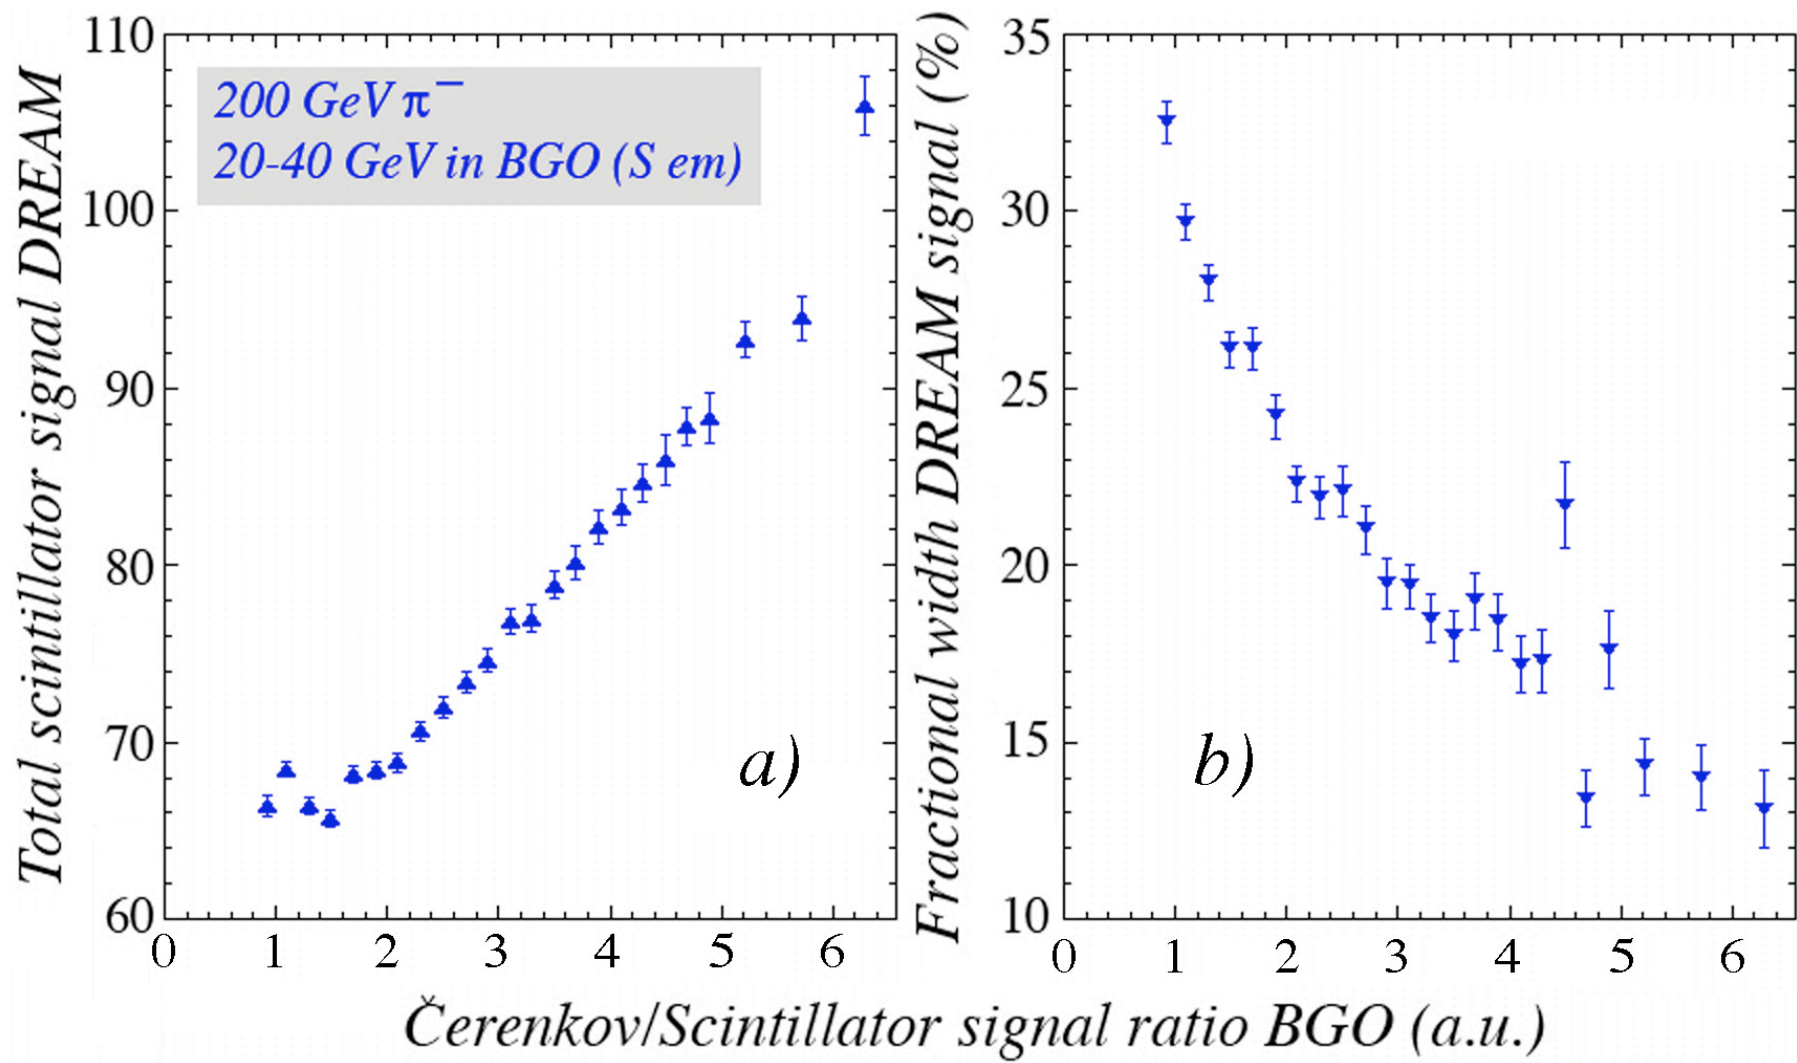 Total scintillator signal DREAM
110
100
90
80
70
60
200 GeV π⁻
20-40 GeV in BGO (S em)
a)
0 1 2 3 4 5 6
Fractional width DREAM signal (%)
35
30
25
20
15
10
b)
0 1 2 3 4 5 6
Čerenkov/Scintillator signal ratio BGO (a.u.)